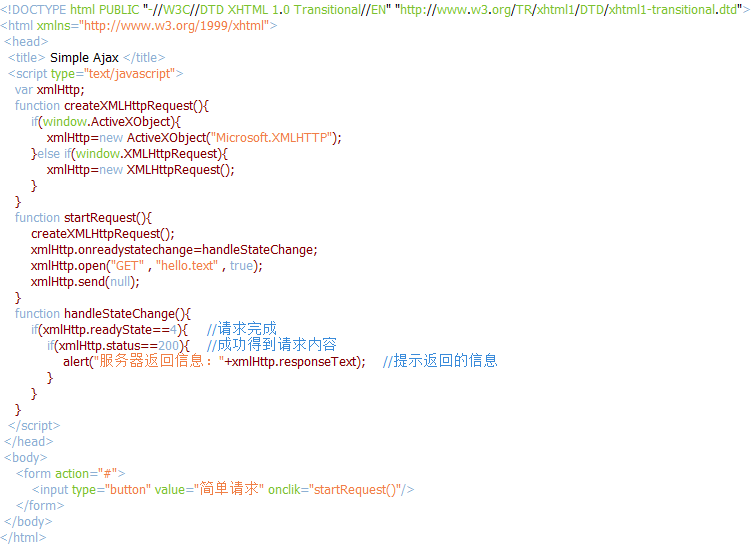 <!DOCTYPE html PUBLIC "-//W3C//DTD XHTML 1.0 Transitional//EN" "http://www.w3.org/TR/xhtml1/DTD/xhtml1-transitional.dtd">
<html xmlns="http://www.w3.org/1999/xhtml">
<head>
<title> Simple Ajax </title>
<script type="text/javascript">
var xmlHttp;
function createXMLHttpRequest(){
if(window.ActiveXObject){
xmlHttp=new ActiveXObject("Microsoft.XMLHTTP");
}else if(window.XMLHttpRequest){
xmlHttp=new XMLHttpRequest();
}
}
function startRequest(){
createXMLHttpRequest();
xmlHttp.onreadystatechange=handleStateChange;
xmlHttp.open("GET" , "hello.text" , true);
xmlHttp.send(null);
}
function handleStateChange(){
if(xmlHttp.readyState==4){ //请求完成
if(xmlHttp.status==200){ //成功得到请求内容
alert("服务器返回信息："+xmlHttp.responseText); //提示返回的信息
}
}
}
</script>
</head>
<body>
<form action="#">
<input type="button" value="简单请求" onclik="startRequest()"/>
</form>
</body>
</html>